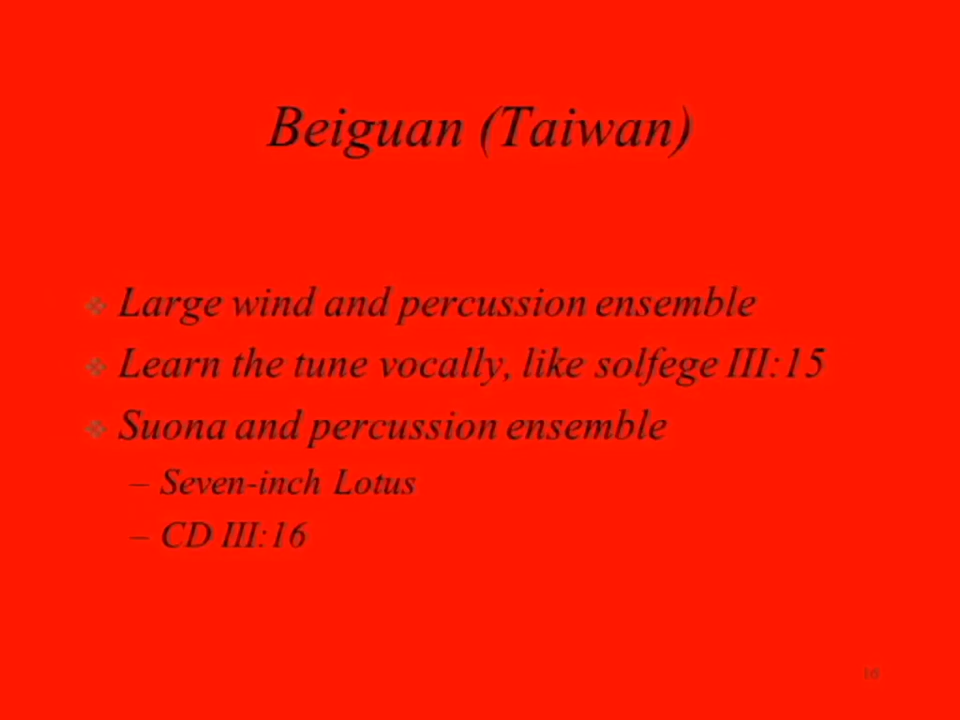 Beiguan (Taiwan)
Large wind and percussion ensemble
Learn the tune vocally, like solfege III:15
Suona and percussion ensemble
– Seven-inch Lotus
– CD III:16
16